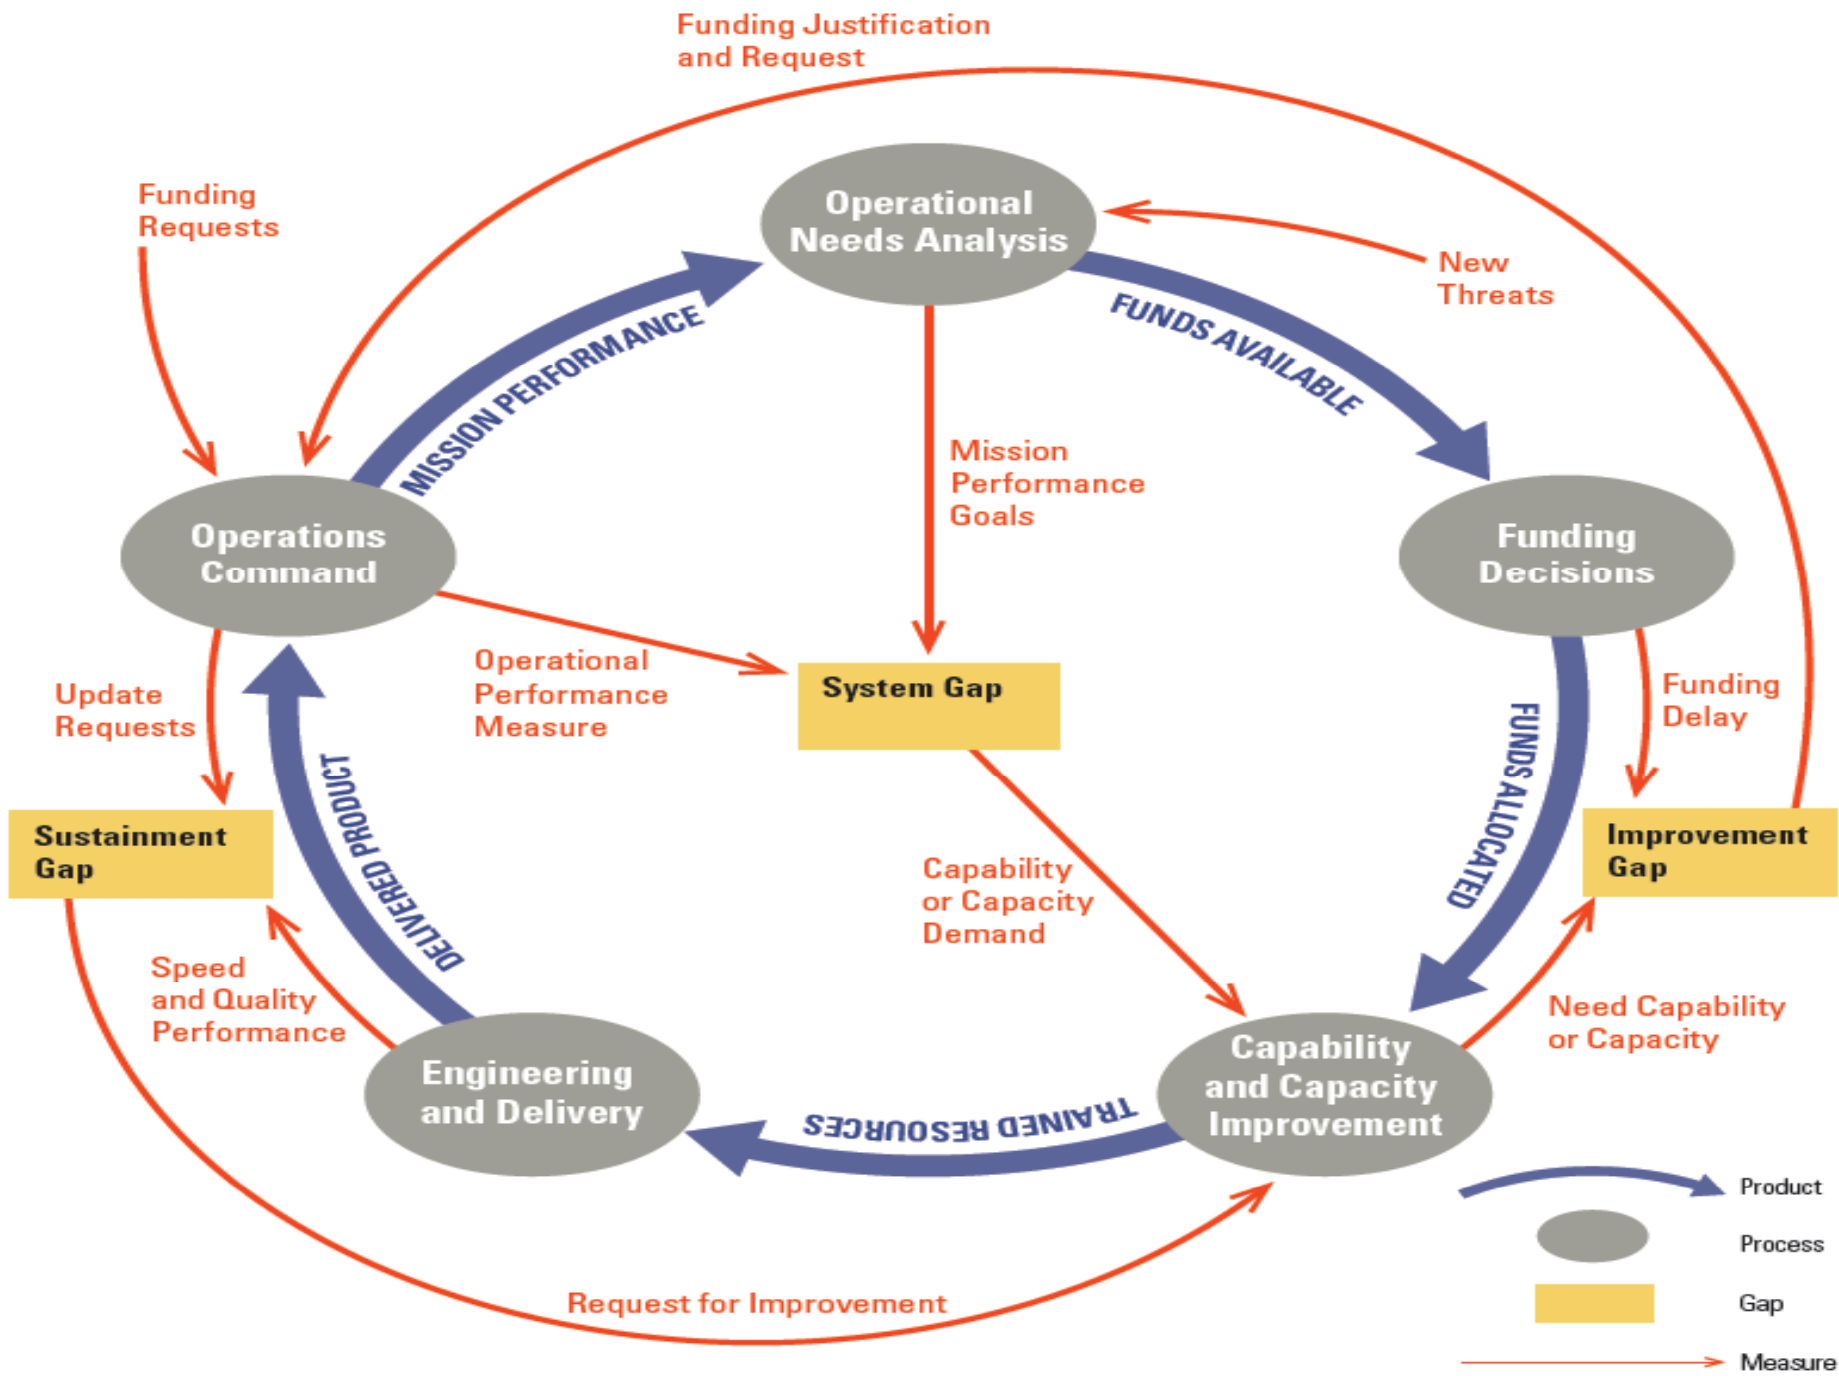 Funding Justification
and Request
Funding
Requests
Operational
Needs Analysis
New
Threats
MISSION PERFORMANCE
FUNDS AVAILABLE
Mission
Performance
Goals
Operations
Command
Funding
Decisions
Operational
Performance
Measure
System Gap
Update
Requests
Funding
Delay
DELIVERED PRODUCT
FUNDS ALLOCATED
Sustainment
Gap
Improvement
Gap
Capability
or Capacity
Demand
Speed
and Quality
Performance
Need Capability
or Capacity
Engineering
and Delivery
TRAINED RESOURCES
Capability
and Capacity
Improvement
Request for Improvement
Product
Process
Gap
Measure